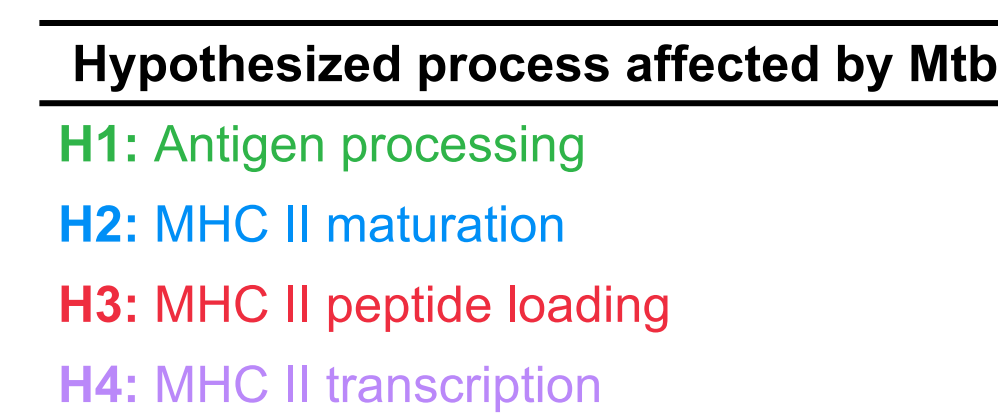 Hypothesized process affected by Mtb
H1: Antigen processing
H2: MHC II maturation
H3: MHC II peptide loading
H4: MHC II transcription